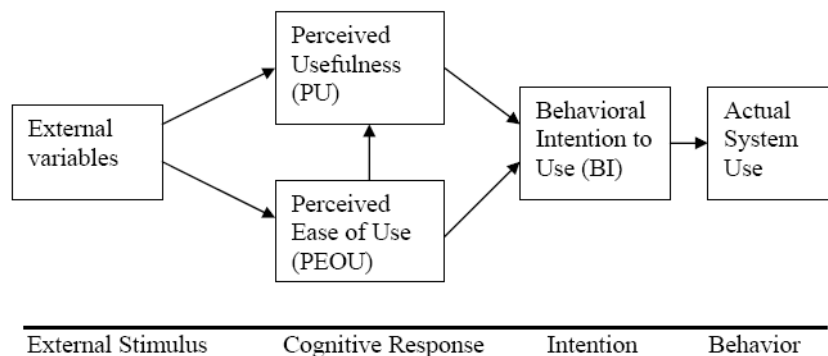 Perceived
Usefulness
(PU)
External
variables
Behavioral
Intention to
Use (BI)
Actual
System
Use
Perceived
Ease of Use
(PEOU)
External Stimulus
Cognitive Response
Intention
Behavior